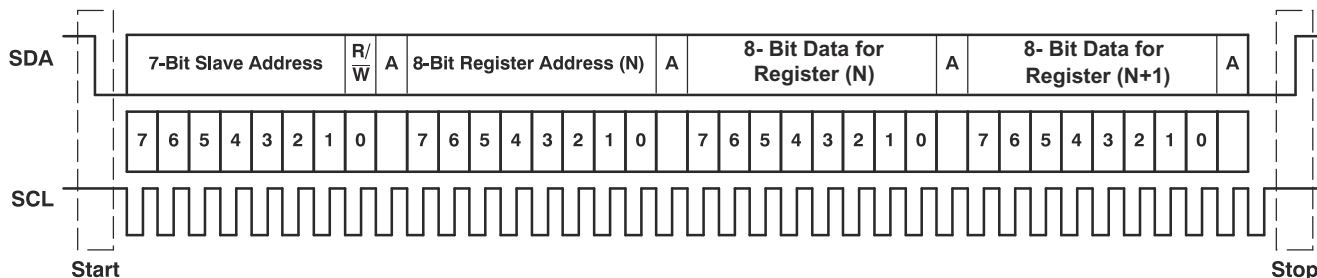 SDA
7-Bit Slave Address
R/
W
A
8-Bit Register Address (N)
A
8- Bit Data for
Register (N)
A
8- Bit Data for
Register (N+1)
A
7 6 5 4 3 2 1 0 7 6 5 4 3 2 1 0 7 6 5 4 3 2 1 0 7 6 5 4 3 2 1 0
SCL
Start
Stop